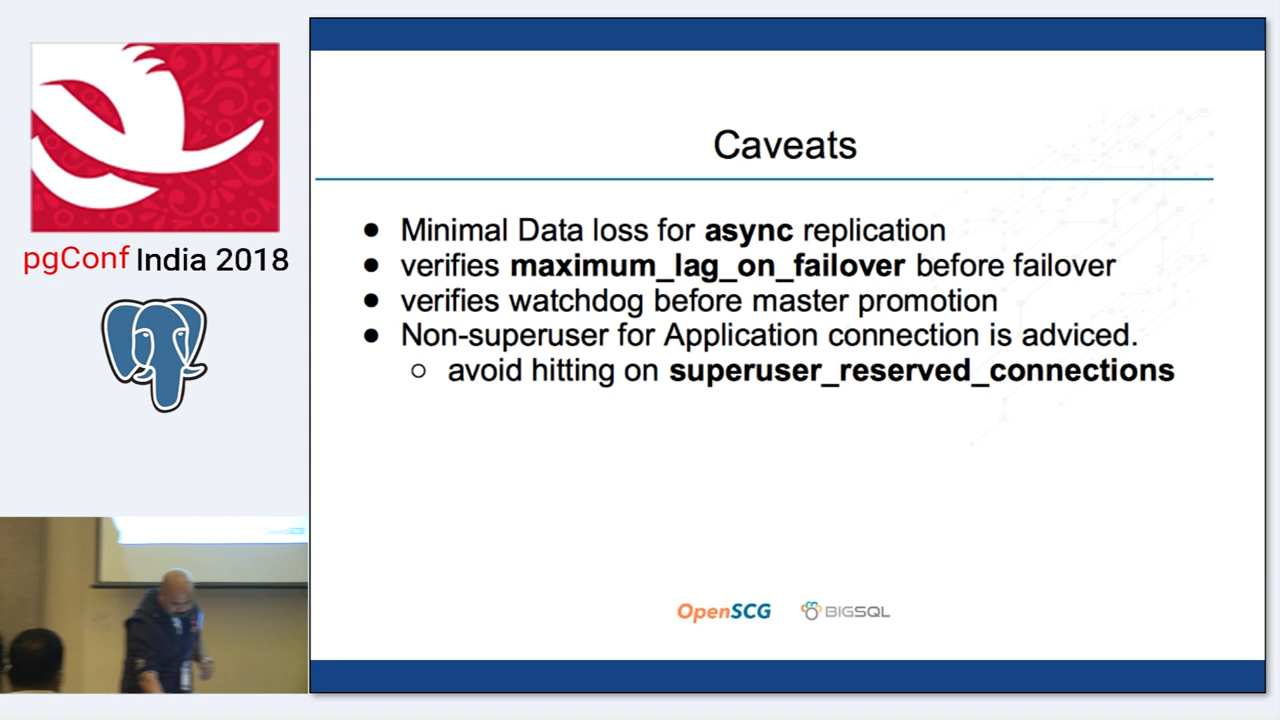 pgConf India 2018
Caveats
● Minimal Data loss for async replication
● verifies maximum_lag_on_failover before failover
● verifies watchdog before master promotion
● Non-superuser for Application connection is adviced.
○ avoid hitting on superuser_reserved_connections
OpenSCG BIGSQL